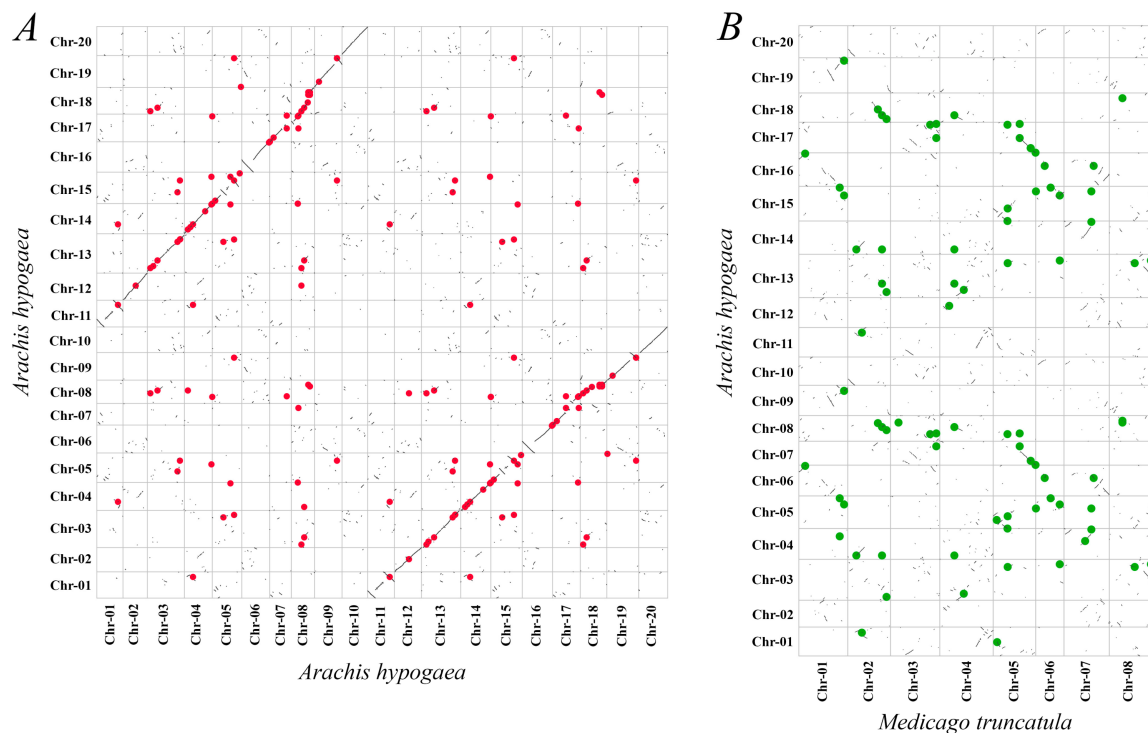 A
Chr-20
Chr-19
Chr-18
Chr-17
Chr-16
Chr-15
Chr-14
Chr-13
Chr-12
Chr-11
Chr-10
Chr-09
Chr-08
Chr-07
Chr-06
Chr-05
Chr-04
Chr-03
Chr-02
Chr-01
Arachis hypogaea
Chr-01
Chr-02
Chr-03
Chr-04
Chr-05
Chr-06
Chr-07
Chr-08
Chr-09
Chr-10
Chr-11
Chr-12
Chr-13
Chr-14
Chr-15
Chr-16
Chr-17
Chr-18
Chr-19
Chr-20
Arachis hypogaea
B
Chr-20
Chr-19
Chr-18
Chr-17
Chr-16
Chr-15
Chr-14
Chr-13
Chr-12
Chr-11
Chr-10
Chr-09
Chr-08
Chr-07
Chr-06
Chr-05
Chr-04
Chr-03
Chr-02
Chr-01
Arachis hypogaea
Chr-01
Chr-02
Chr-03
Chr-04
Chr-05
Chr-06
Chr-07
Chr-08
Medicago truncatula